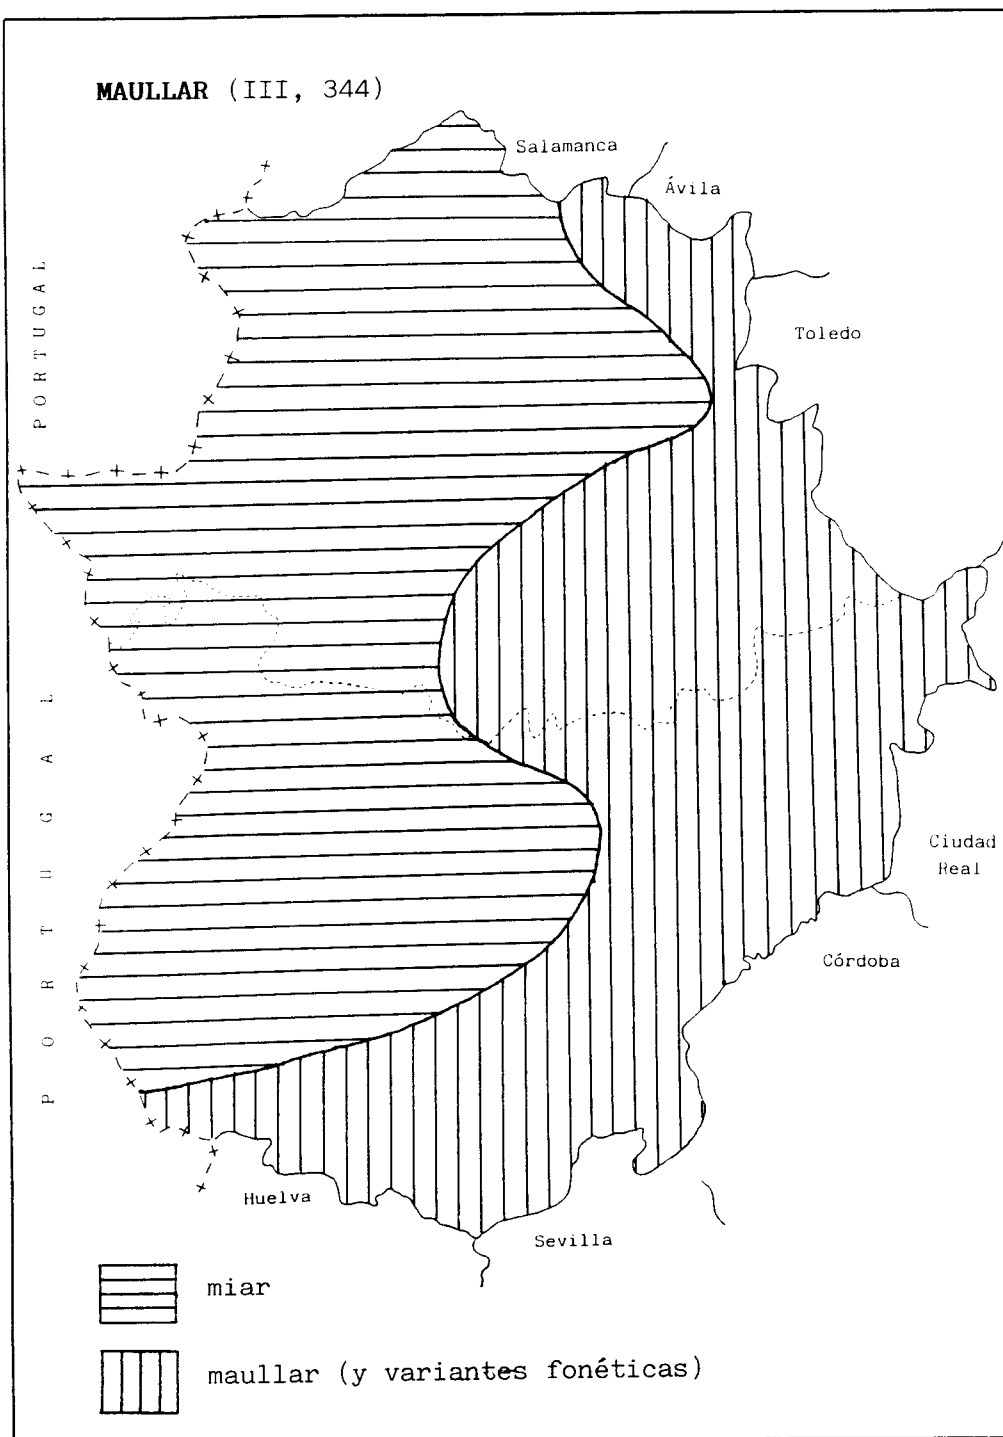 MAULLAR (III, 344)
Salamanca
Ávila
PORTUGAL
Toledo
PORTUGAL
Ciudad
Real
Córdoba
Huelva
Sevilla
miar
maullar (y variantes fonéticas)